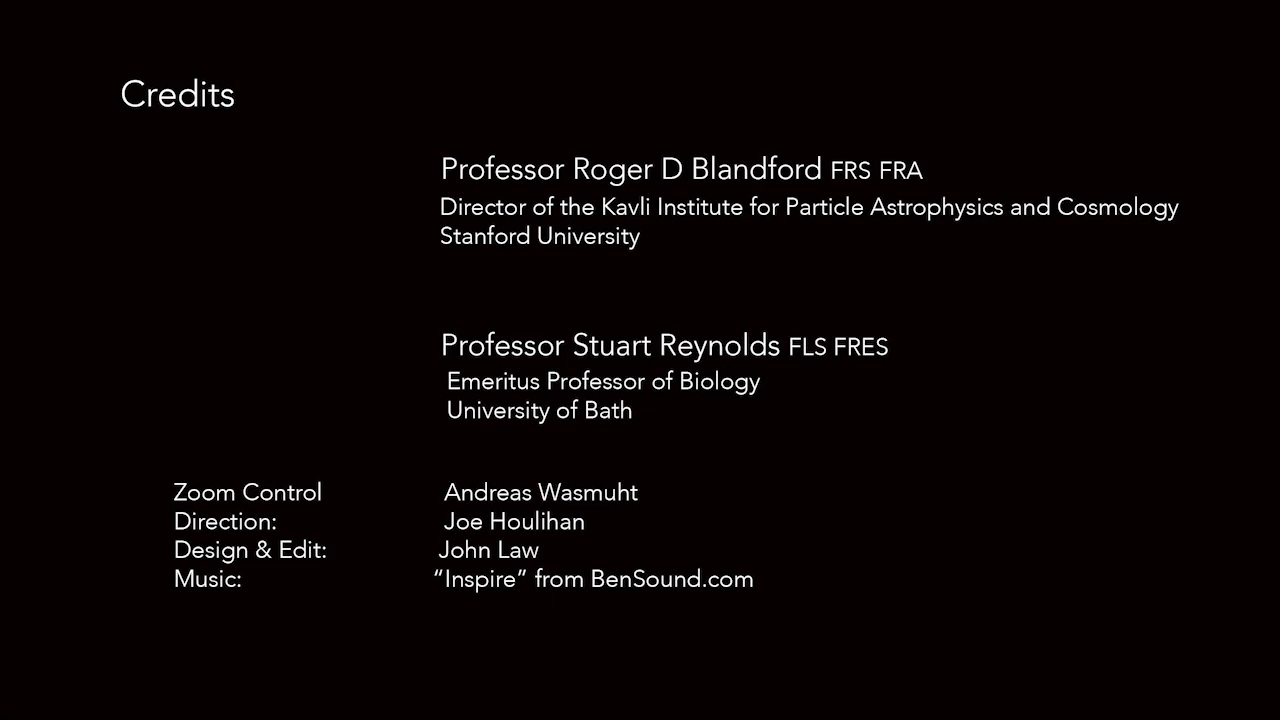 Credits
Professor Roger D Blandford FRS FRA
Director of the Kavli Institute for Particle Astrophysics and Cosmology
Stanford University
Professor Stuart Reynolds FLS FRES
Emeritus Professor of Biology
University of Bath
Zoom Control Andreas Wasmuht
Direction: Joe Houlihan
Design & Edit: John Law
Music: “Inspire” from BenSound.com